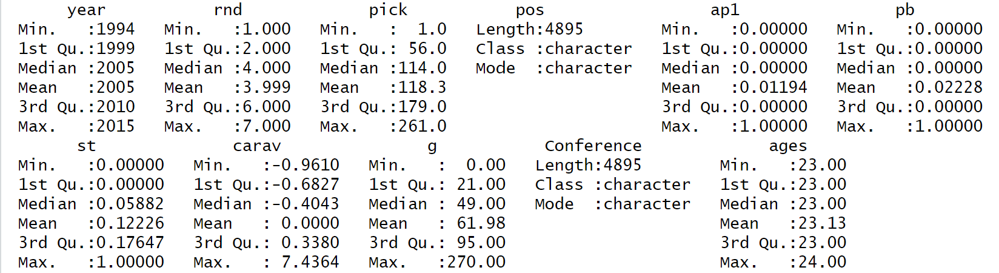 year           rnd             pick           pos                 ap1                pb
Min.   :1994   Min.   :1.000   Min.   :  1.0   Length:4895        Min.   :0.00000   Min.   :0.00000
1st Qu.:1999   1st Qu.:2.000   1st Qu.: 56.0   Class :character   1st Qu.:0.00000   1st Qu.:0.00000
Median :2005   Median :4.000   Median :114.0   Mode  :character   Median :0.00000   Median :0.00000
Mean   :2005   Mean   :3.999   Mean   :118.3                      Mean   :0.01194   Mean   :0.02228
3rd Qu.:2010   3rd Qu.:6.000   3rd Qu.:179.0                      3rd Qu.:0.00000   3rd Qu.:0.00000
Max.   :2015   Max.   :7.000   Max.   :261.0                      Max.   :1.00000   Max.   :1.00000
      st              carav               g           Conference             ages
Min.   :0.00000   Min.   :-0.9610   Min.   :  0.00   Length:4895        Min.   :23.00
1st Qu.:0.00000   1st Qu.:-0.6827   1st Qu.: 21.00   Class :character   1st Qu.:23.00
Median :0.05882   Median :-0.4043   Median : 49.00   Mode  :character   Median :23.00
Mean   :0.12226   Mean   : 0.0000   Mean   : 61.98                      Mean   :23.13
3rd Qu.:0.17647   3rd Qu.: 0.3380   3rd Qu.: 95.00                      3rd Qu.:23.00
Max.   :1.00000   Max.   : 7.4364   Max.   :270.00                      Max.   :24.00